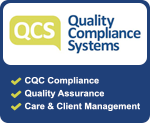 QCS
Quality
Compliance
Systems
CQC Compliance
Quality Assurance
Care & Client Management